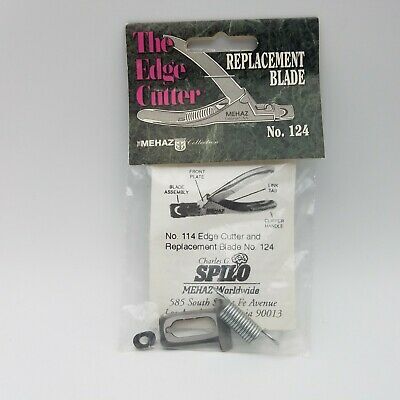 The
Edge
Cutter
REPLACEMENT
BLADE
No. 124
MEHAZ
THE MEHAZ Collection
FRONT
PLATE
BLADE
ASSEMBLY
LINK
TAB
CLIPPER
HANDLE
No. 114 Edge Cutter and
Replacement Blade No. 124
Charles G.
SPILO
MEHAZ Worldwide
585 South Fe Avenue
90013